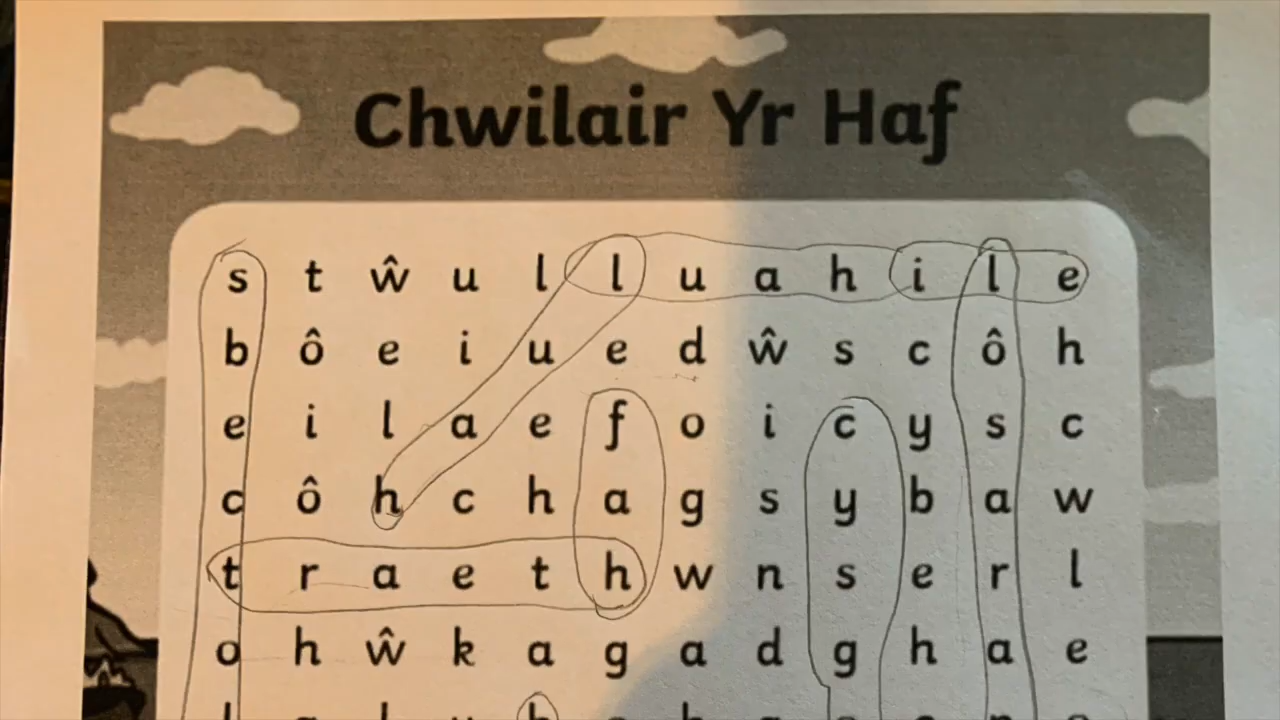 Chwilair Yr Haf
s t ŵ u l l u a h i l e
b ô e i u e d ŵ s c ô h
e i l a e f o i c y s c
c ô h c h a g s y b a w
t r a e t h w n s e r l
o h ŵ k a g a d g h a e